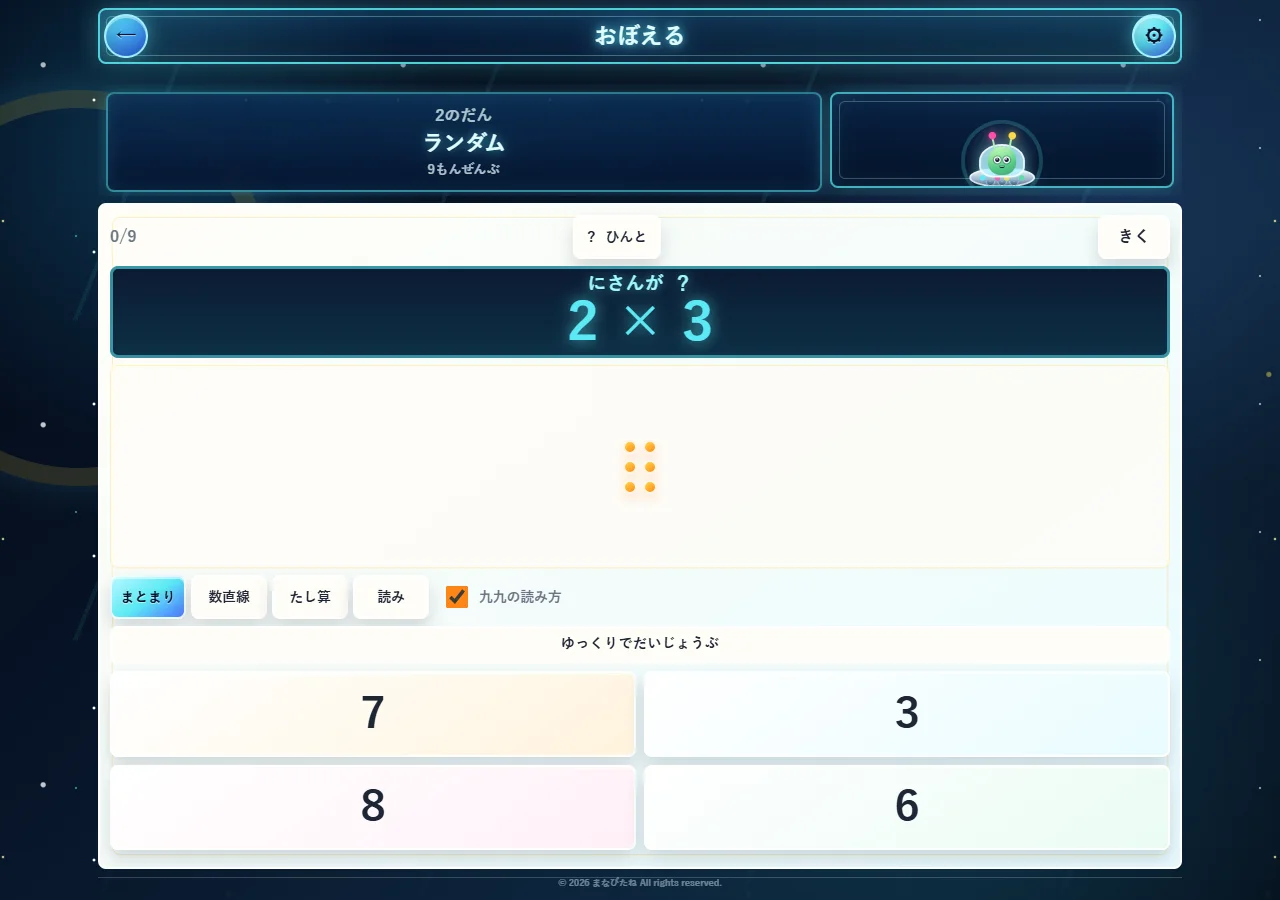 ←
おぼえる
⚙
2のだん
ランダム
9もんぜんぶ
0/9
? ひんと
きく
にさんが ?
2 × 3
まとまり
数直線
たし算
読み
九九の読み方
ゆっくりでだいじょうぶ
7
3
8
6
© 2026 まなびたね All rights reserved.